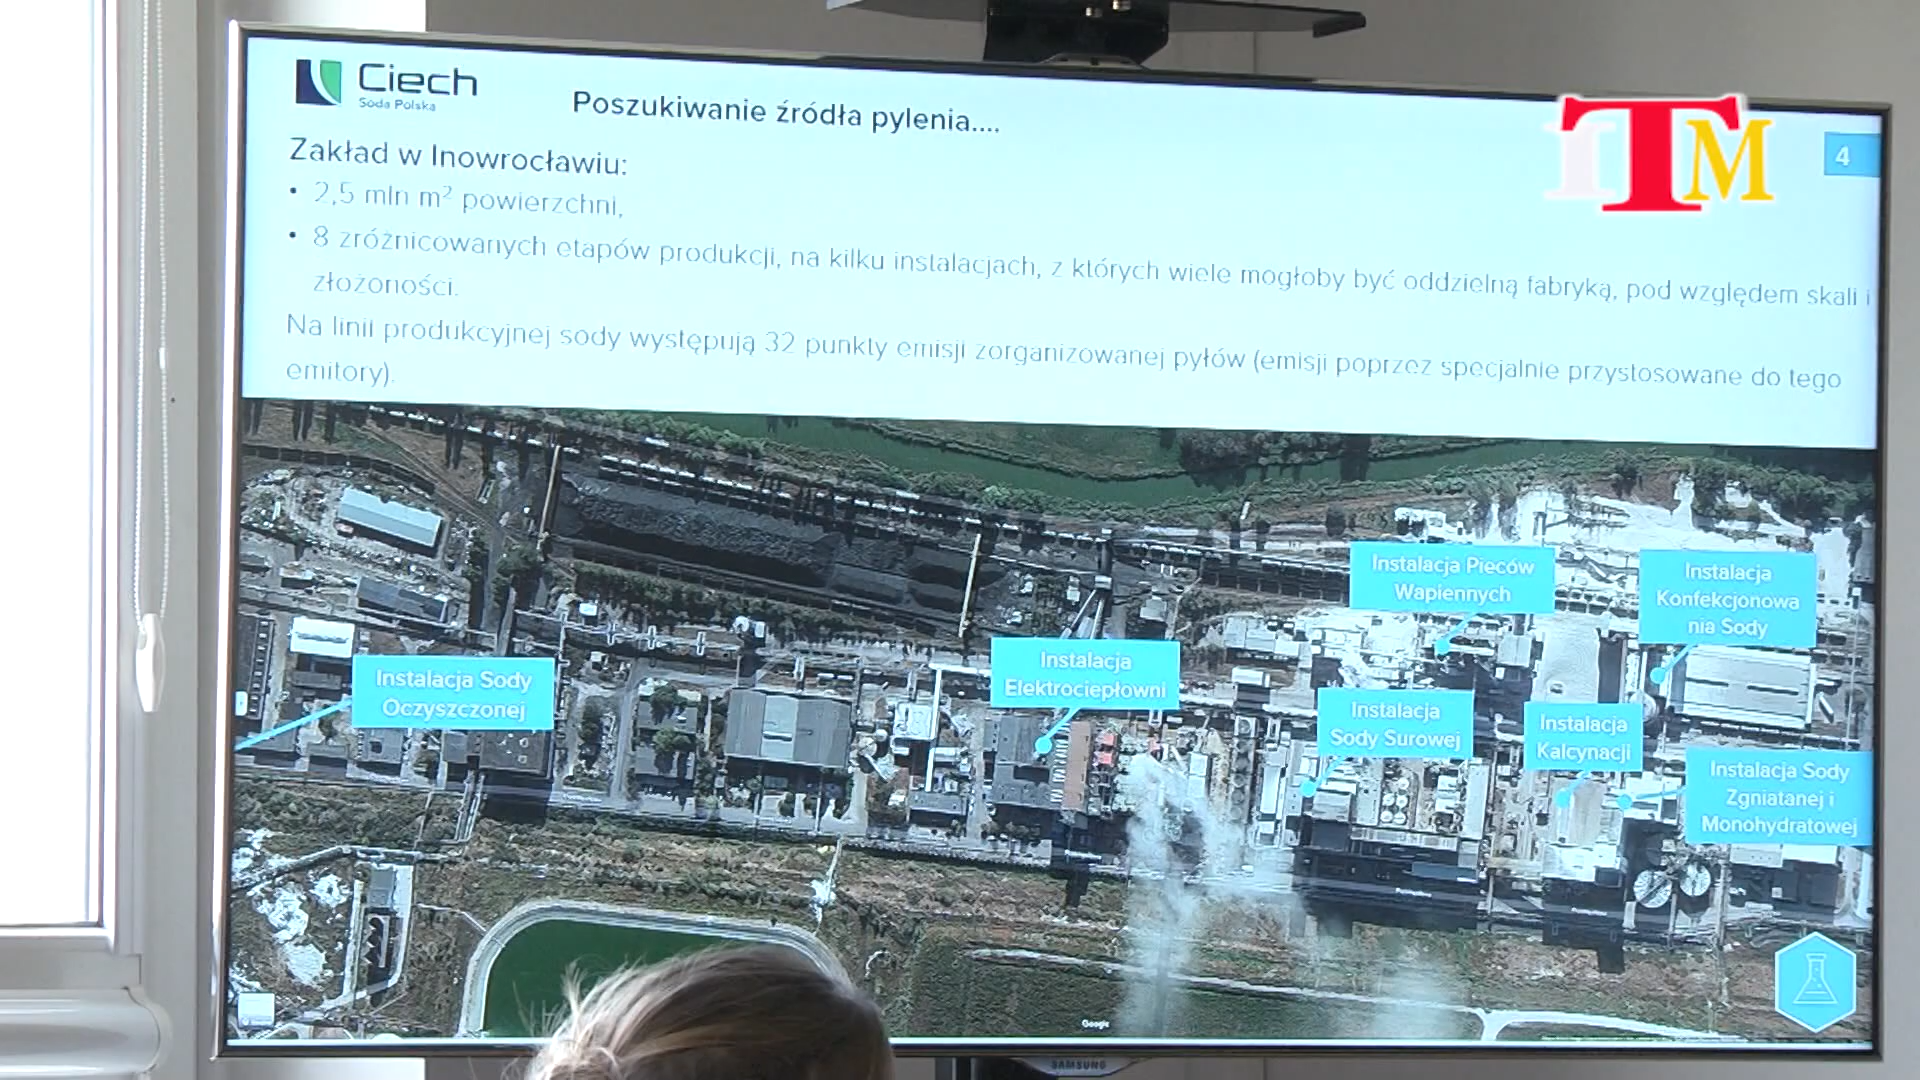 Ciech
Soda Polska
Poszukiwanie źródła pylenia....
ITM
4
Zakład w Inowrocławiu:
• 2,5 mln m² powierzchni,
• 8 zróżnicowanych etapów produkcji, na kilku instalacjach, z których wiele mogłoby być oddzielną fabryką, pod względem skali i
złożoności.
Na linii produkcyjnej sody występują 32 punkty emisji zorganizowanej pyłów (emisji poprzez specjalnie przystosowane do tego
emitory).
Instalacja Pieców
Wapiennych
Instalacja
Konfekcjonowa
nia Sody
Instalacja
Elektrociepłowni
Instalacja Sody
Oczyszczonej
Instalacja
Sody Surowej
Instalacja
Kalcynacji
Instalacja Sody
Zgniatanej i
Monohydratowej
Google
SAMSUNG